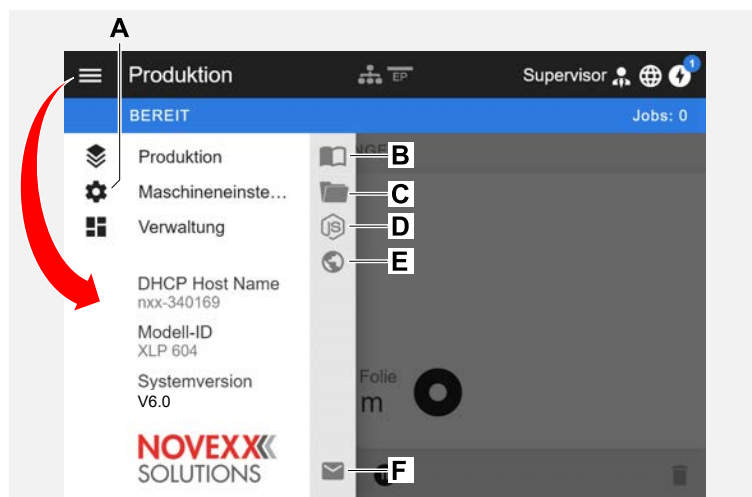 A
Produktion
EP
Supervisor
1
BEREIT
Jobs: 0
Produktion
B
Maschineneinste...
C
Verwaltung
JS
D
E
DHCP Host Name
nxx-340169
Modell-ID
XLP 604
Systemversion
V6.0
Folie
m
NOVEXX
SOLUTIONS
F